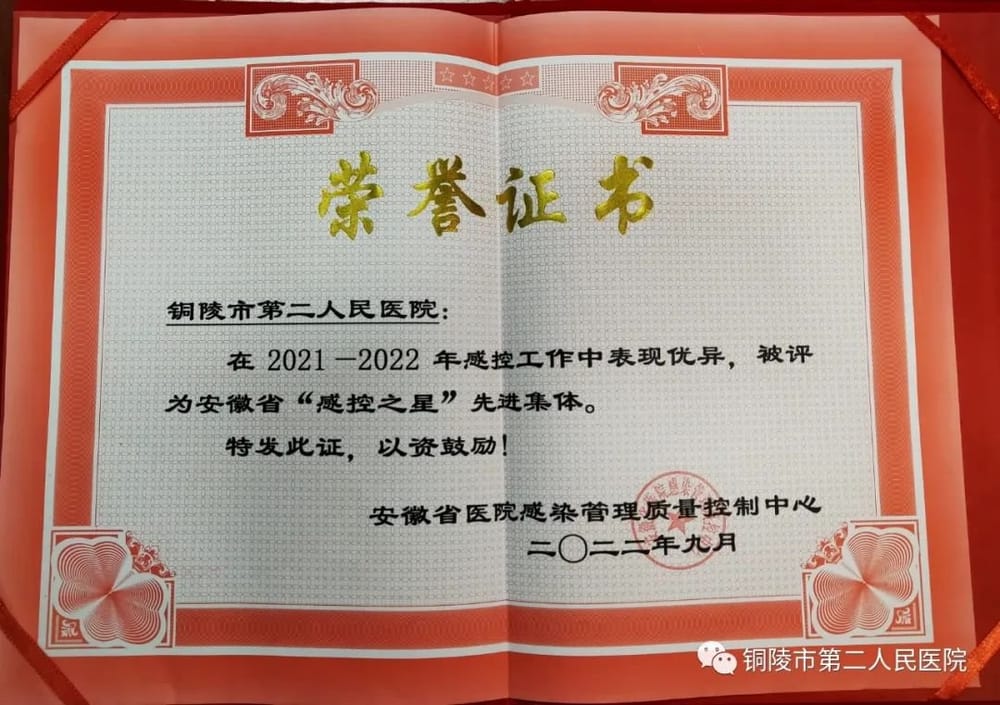 荣誉证书
铜陵市第二人民医院：
在 2021－2022 年感控工作中表现优异，被评
为安徽省“感控之星”先进集体。
特发此证，以资鼓励！
安徽省医院感染管理质量控制中心
二〇二二年九月
铜陵市第二人民医院